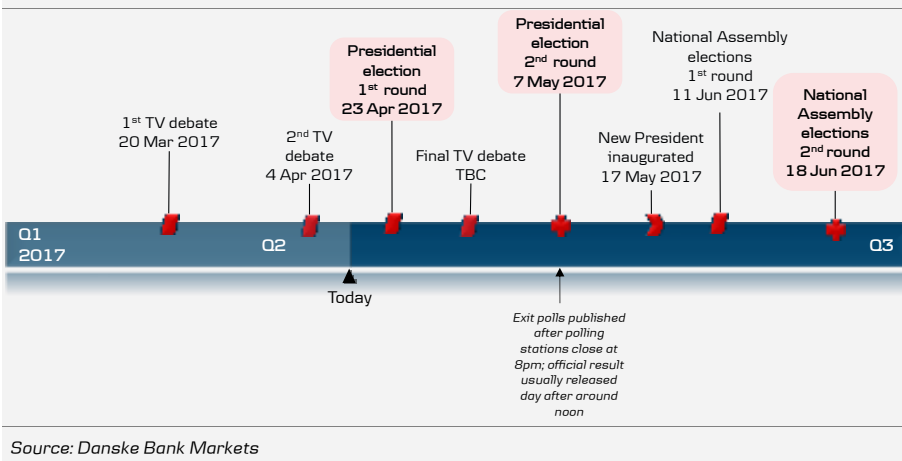 1st TV debate
20 Mar 2017
2nd TV
debate
4 Apr 2017
Presidential
election
1st round
23 Apr 2017
Final TV debate
TBC
Presidential
election
2nd round
7 May 2017
New President
inaugurated
17 May 2017
National Assembly
elections
1st round
11 Jun 2017
National
Assembly
elections
2nd round
18 Jun 2017
Q1
2017
Q2
Q3
Today
Exit polls published
after polling
stations close at
8pm; official result
usually released
day after around
noon
Source: Danske Bank Markets